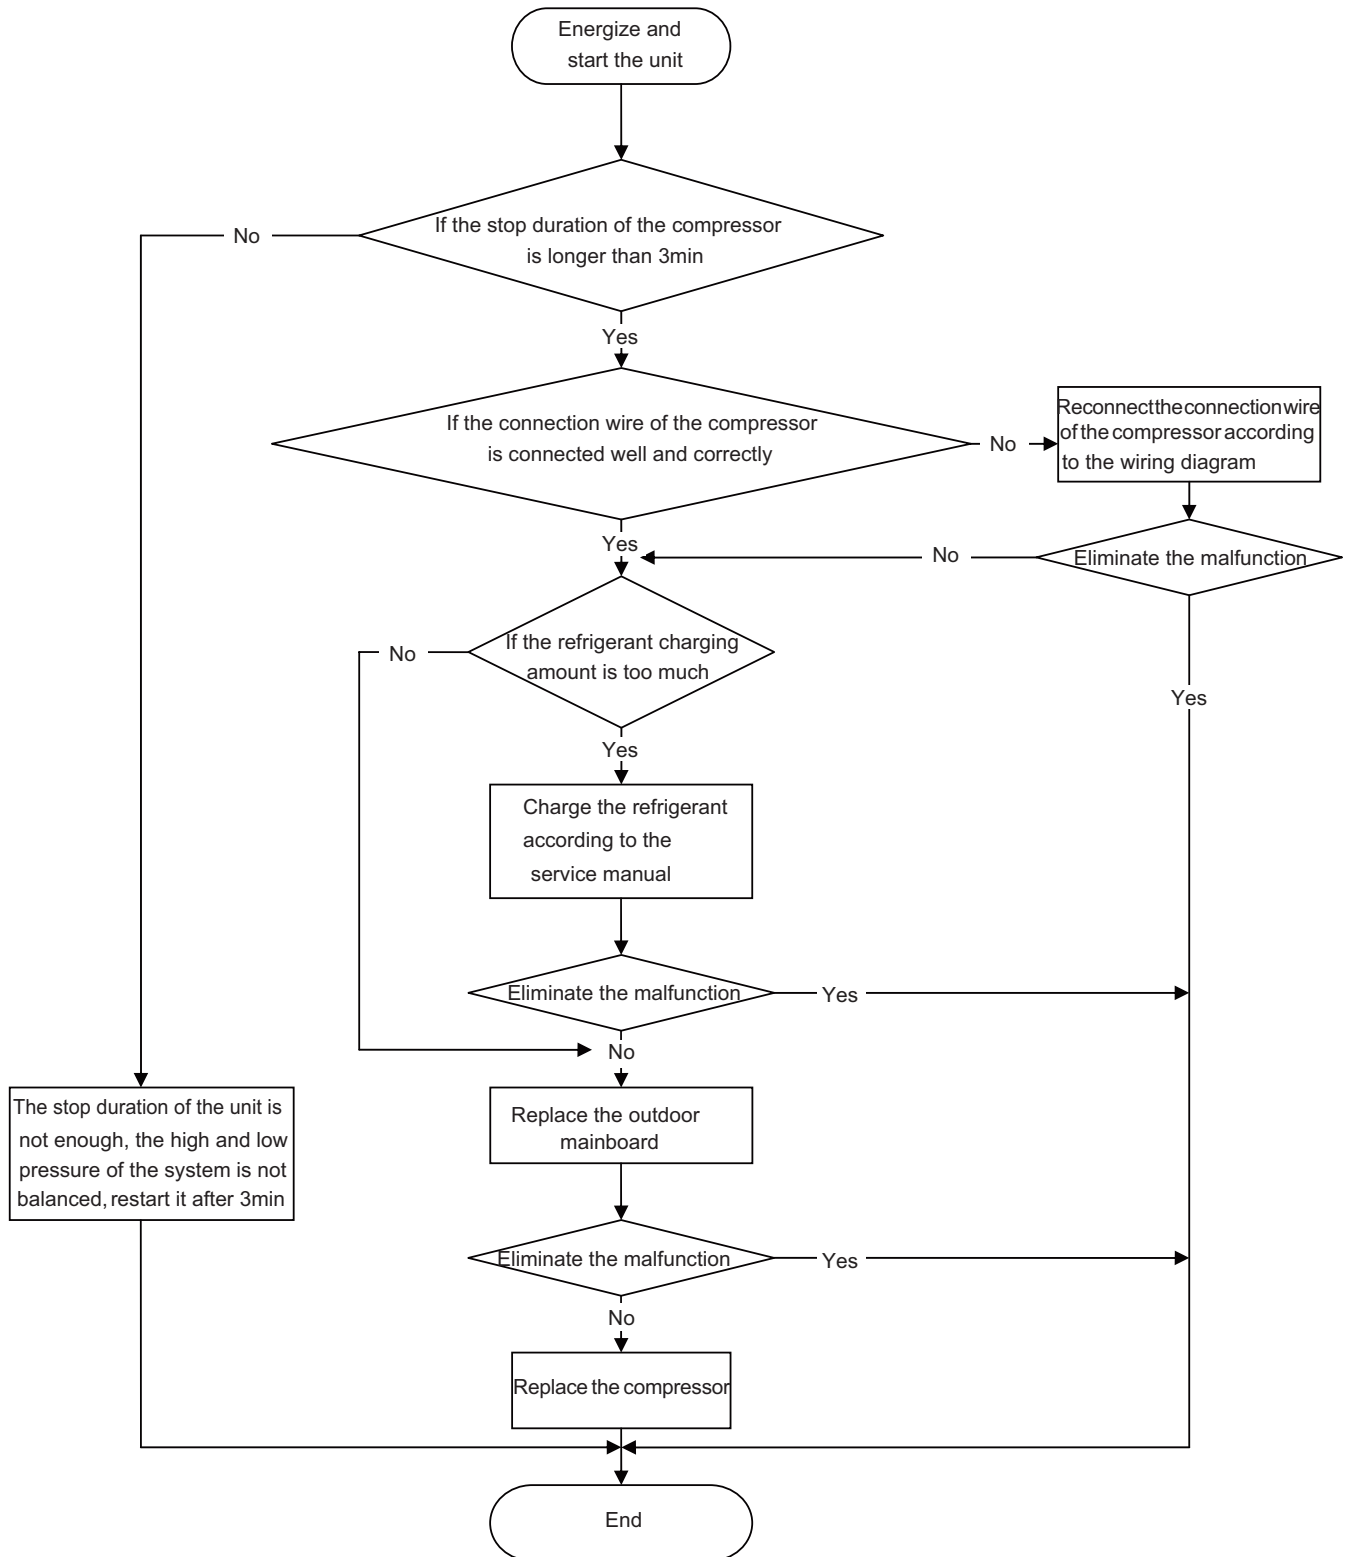 Energize and
start the unit
If the stop duration of the compressor
is longer than 3min
No
Yes
If the connection wire of the compressor
is connected well and correctly
No
Reconnect the connection wire
of the compressor according
to the wiring diagram
Yes
No
Eliminate the malfunction
If the refrigerant charging
amount is too much
No
Yes
Yes
Charge the refrigerant
according to the
service manual
Eliminate the malfunction
Yes
No
The stop duration of the unit is
not enough, the high and low
pressure of the system is not
balanced, restart it after 3min
Replace the outdoor
mainboard
Eliminate the malfunction
Yes
No
Replace the compressor
End